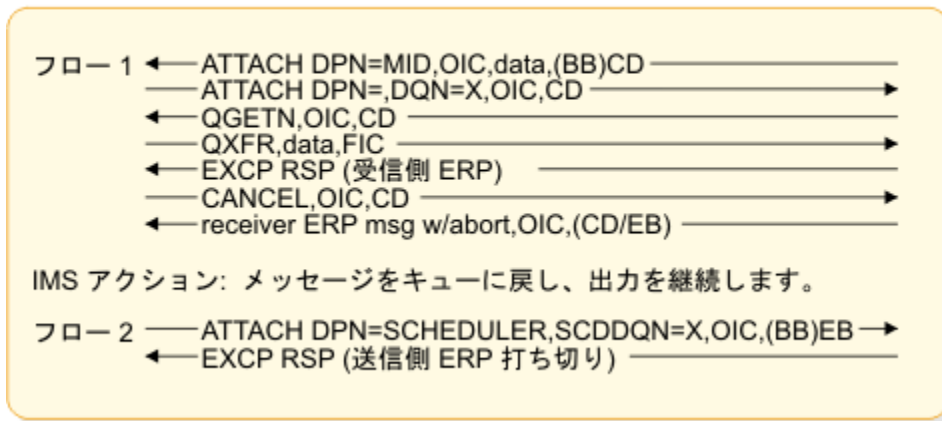 フロー 1 ATTACH DPN=MID,OIC,data,(BB)CD
ATTACH DPN=,DQN=X,OIC,CD
QGETN,OIC,CD
QXFR,data,FIC
EXCP RSP (受信側 ERP)
CANCEL,OIC,CD
receiver ERP msg w/abort,OIC,(CD/EB)
IMS アクション: メッセージをキューに戻し、出力を継続します。
フロー 2 ATTACH DPN=SCHEDULER,SCDDQN=X,OIC,(BB)EB
EXCP RSP (送信側 ERP 打ち切り)